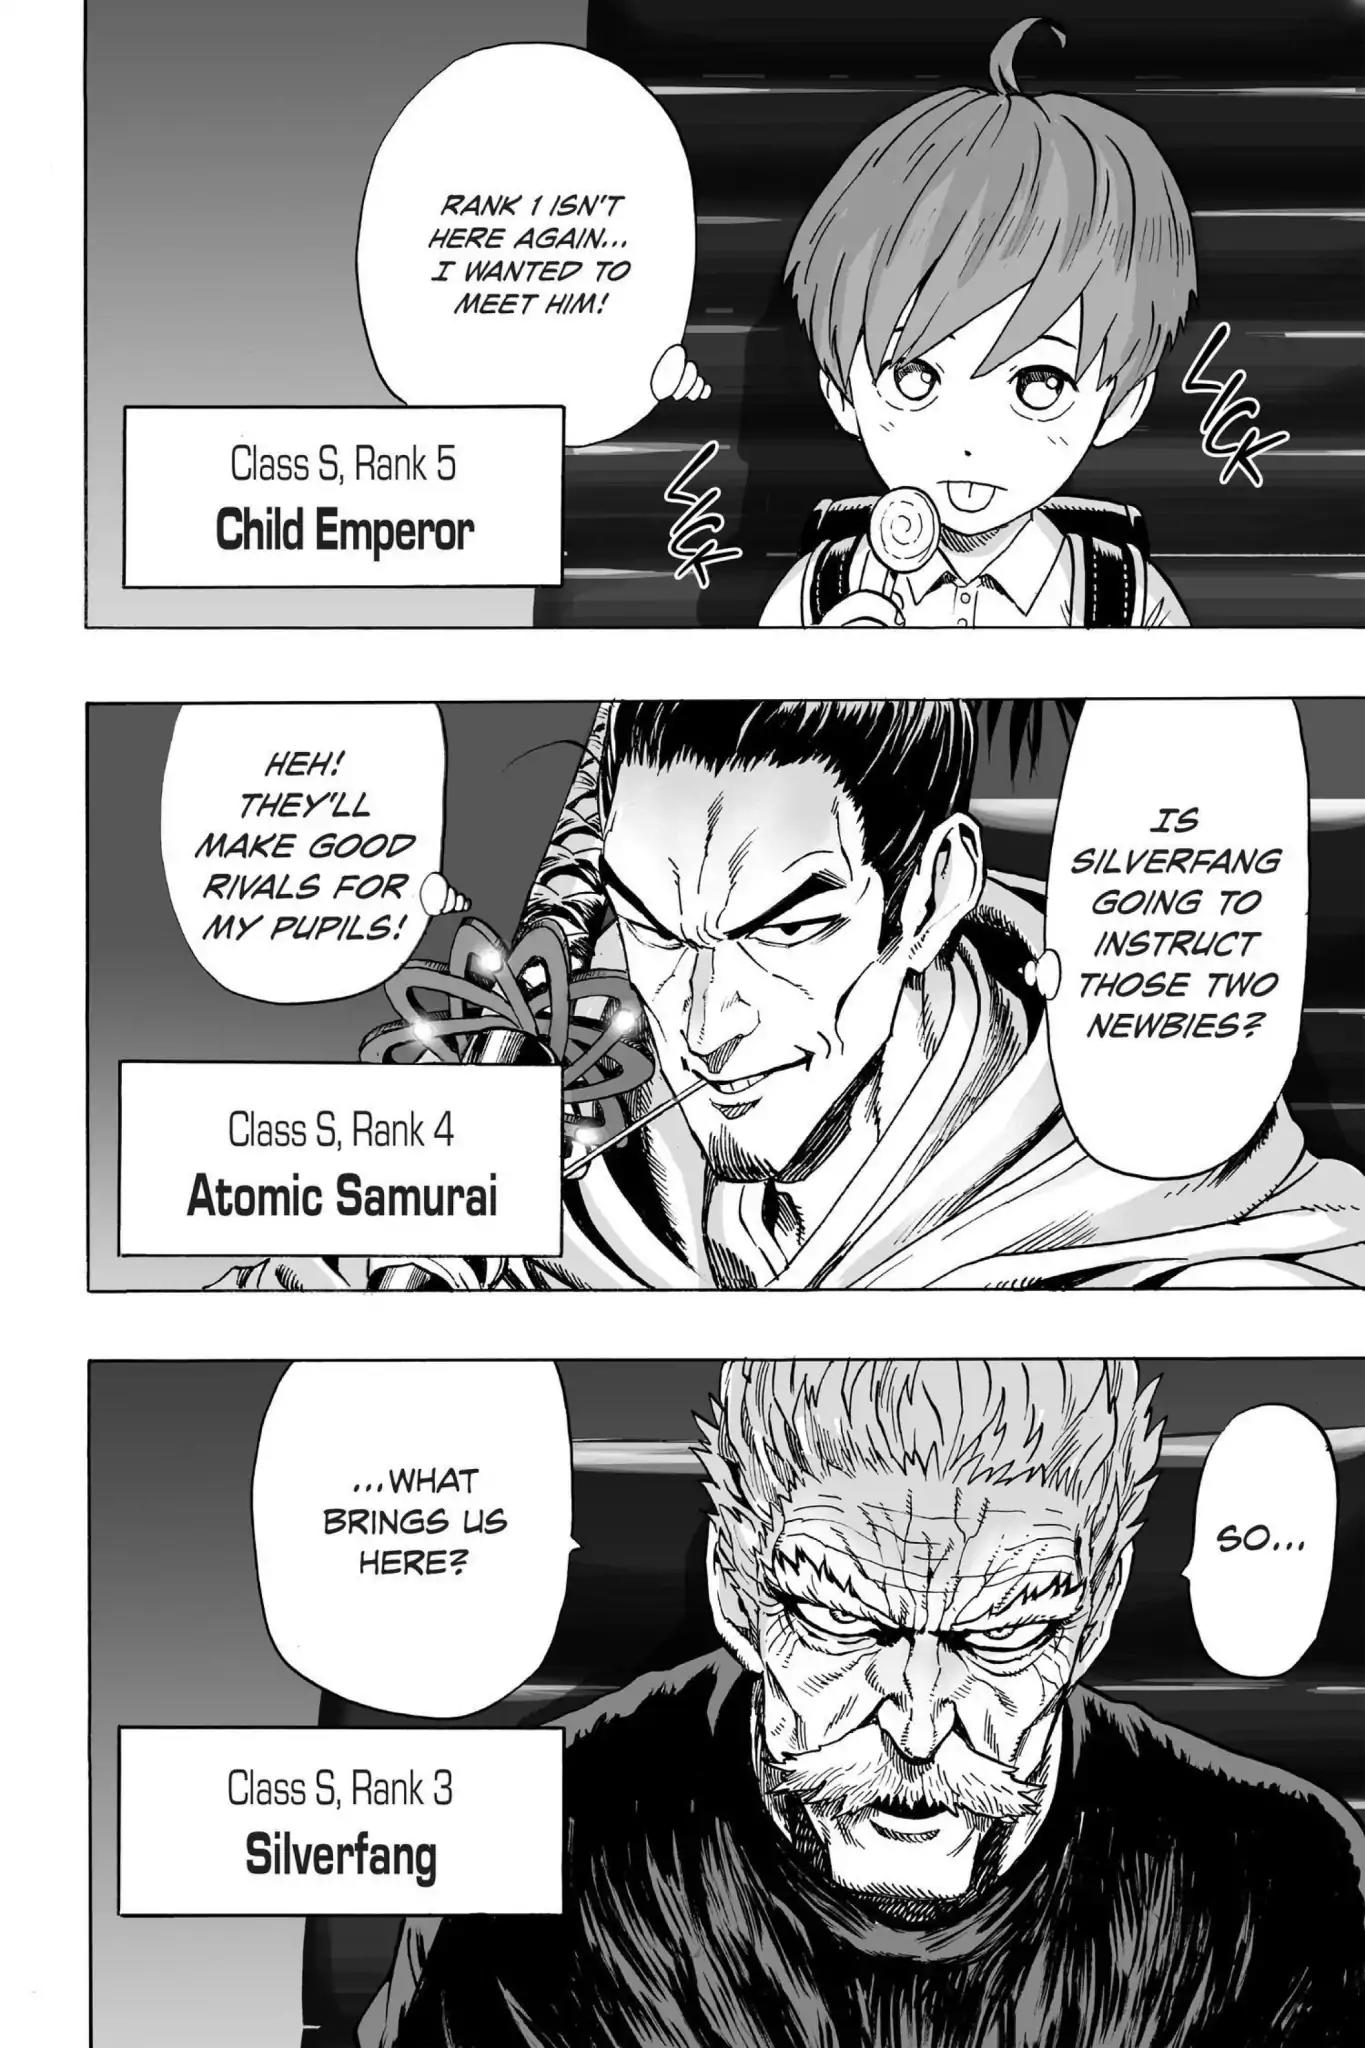 RANK 1 ISN'T
HERE AGAIN...
I WANTED TO
MEET HIM!
LICK
LICK
Class S, Rank 5
Child Emperor
IS
SILVERFANG
GOING TO
INSTRUCT
THOSE TWO
NEWBIES?
HEH!
THEY'LL
MAKE GOOD
RIVALS FOR
MY PUPILS!
Class S, Rank 4
Atomic Samurai
SO...
...WHAT
BRINGS US
HERE?
Class S, Rank 3
Silverfang